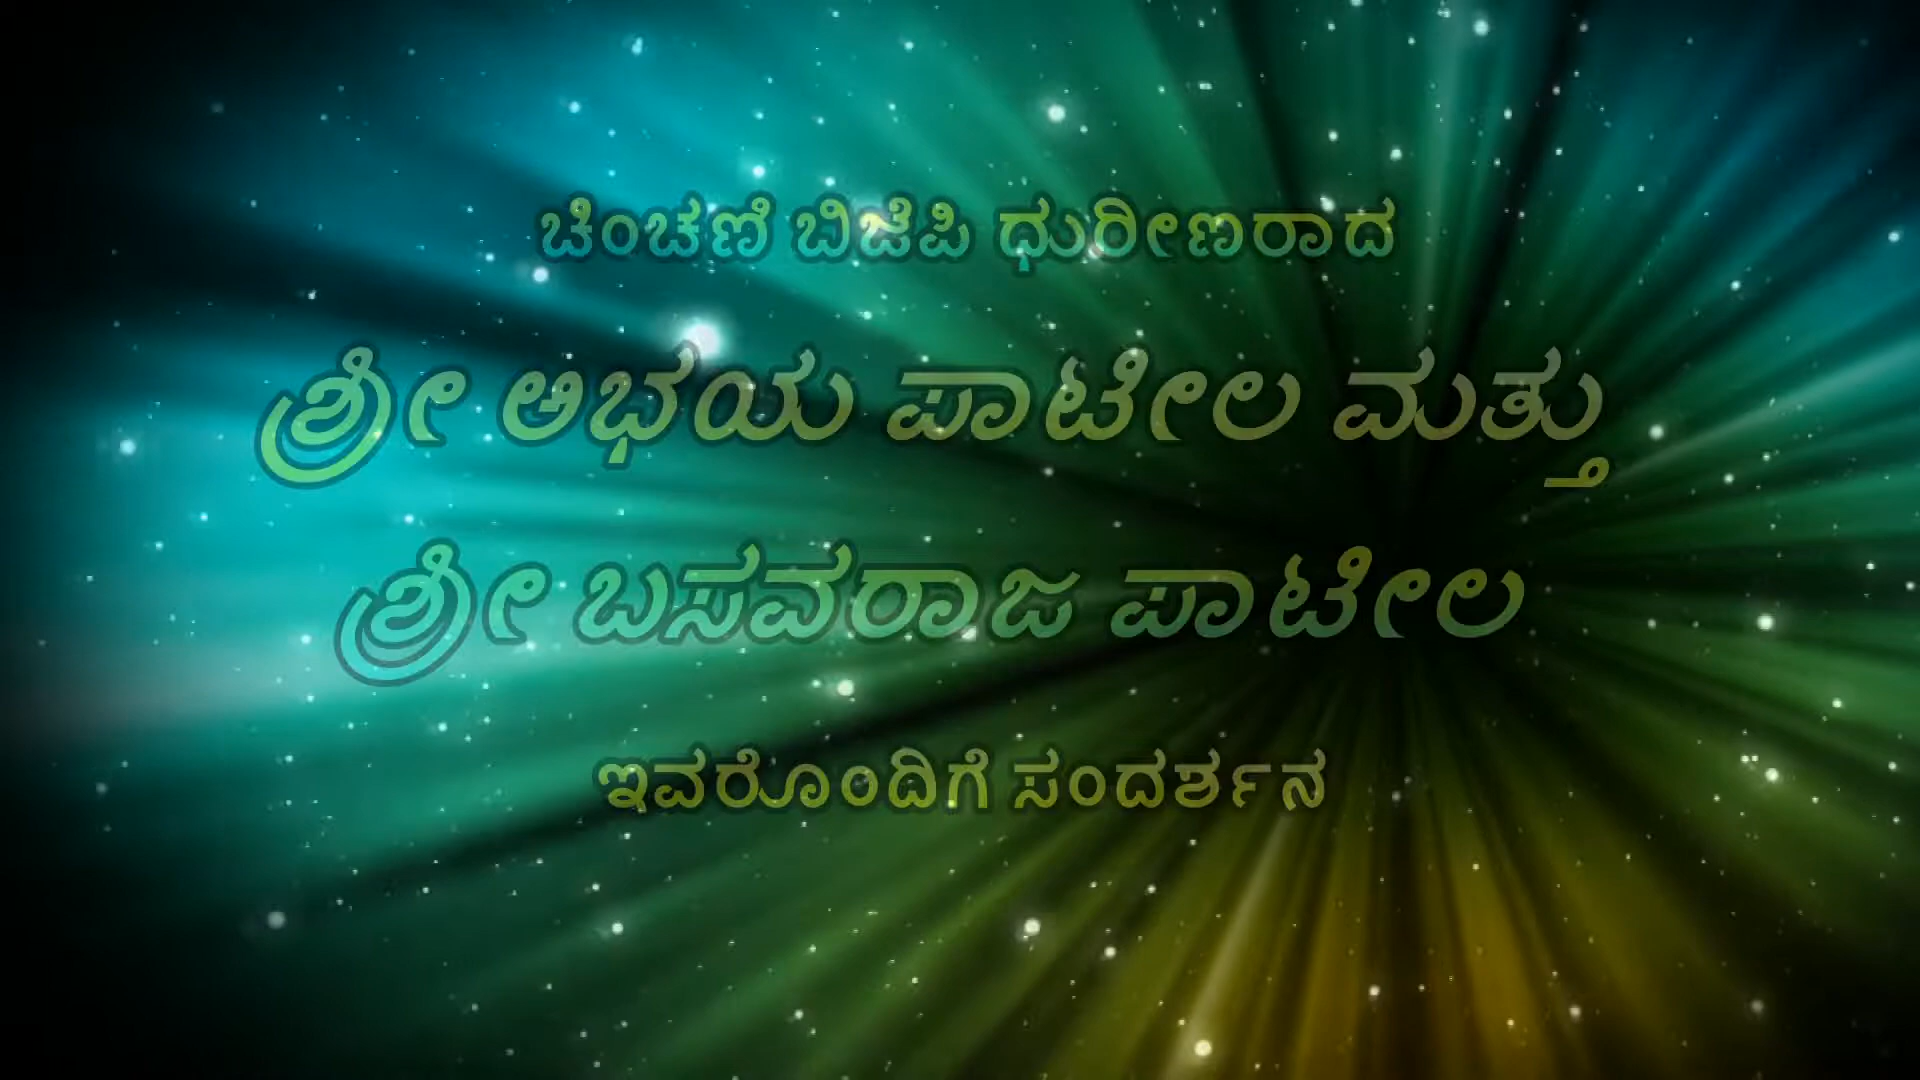 ಚಿಂಚಣಿ ಬಿಜೆಪಿ ಧುರೀಣರಾದ
ಶ್ರೀ ಅಭಯ ಪಾಟೀಲ ಮತ್ತು
ಶ್ರೀ ಬಸವರಾಜ ಪಾಟೀಲ
ಇವರೊಂದಿಗೆ ಸಂದರ್ಶನ